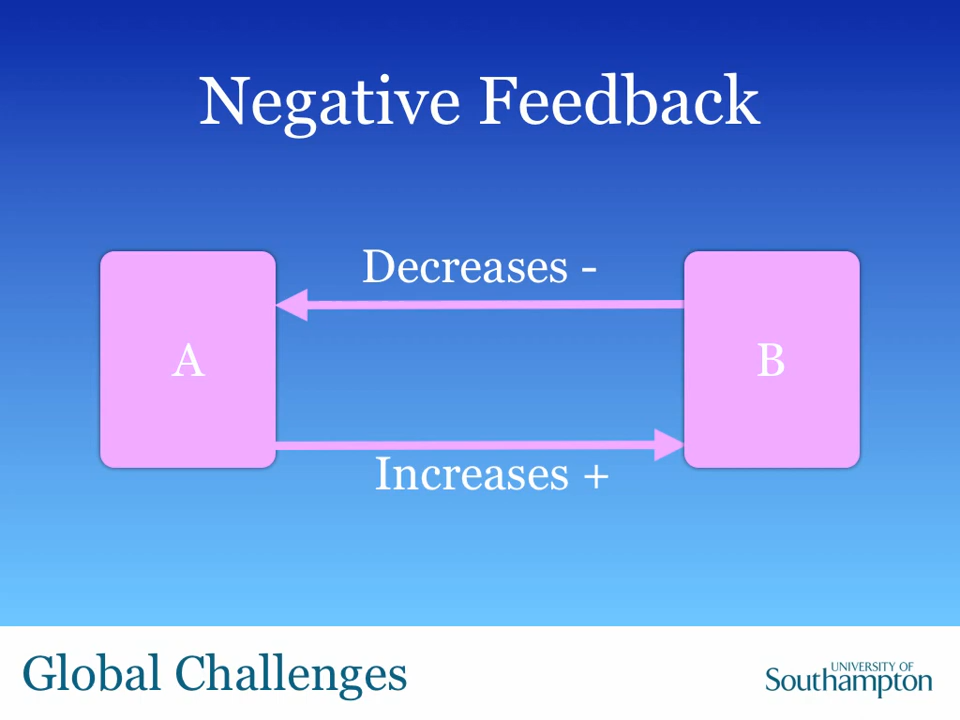 Negative Feedback
Decreases -
A
B
Increases +
Global Challenges
UNIVERSITY OF
Southampton